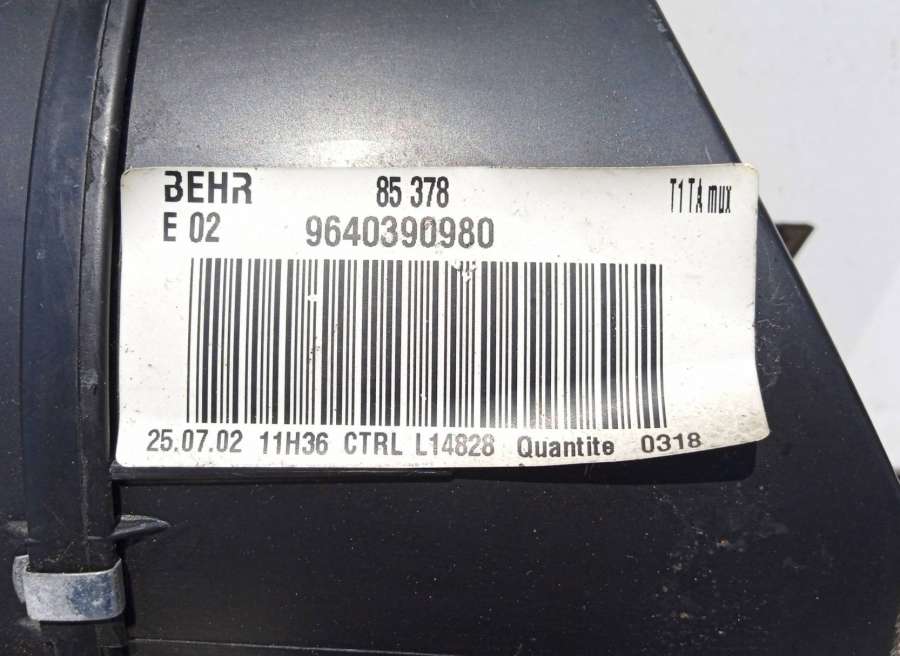 BEHR 85 378 T1 TA mux
E 02 9640390980
25.07.02 11H36 CTRL L14828 Quantite 0318